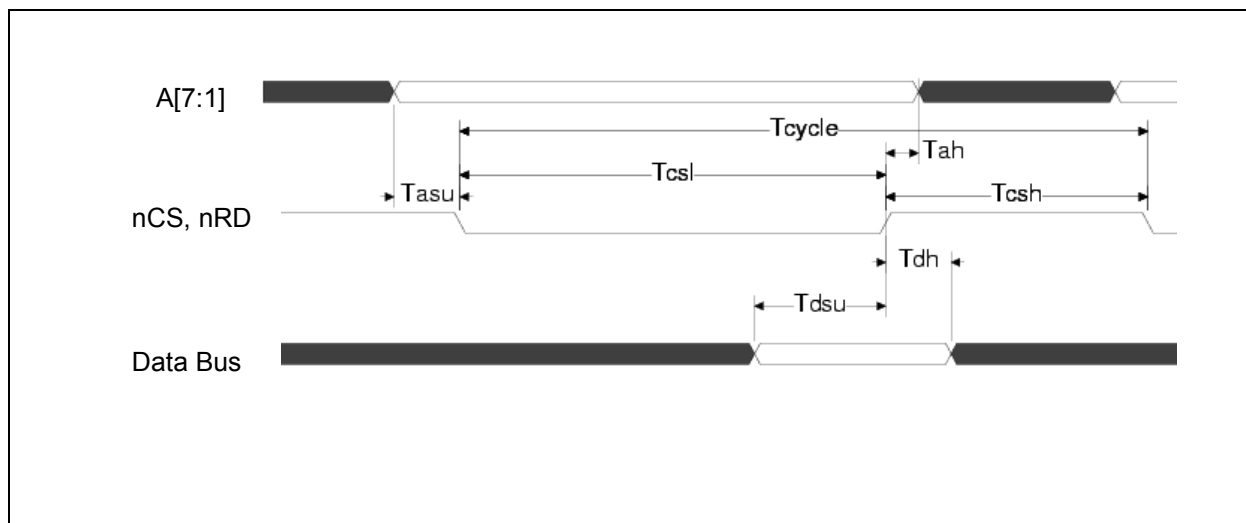 A[7:1]
Tcycle
Tah
Tcsl
Tasu
Tcsh
nCS, nRD
Tdh
Tdsu
Data Bus